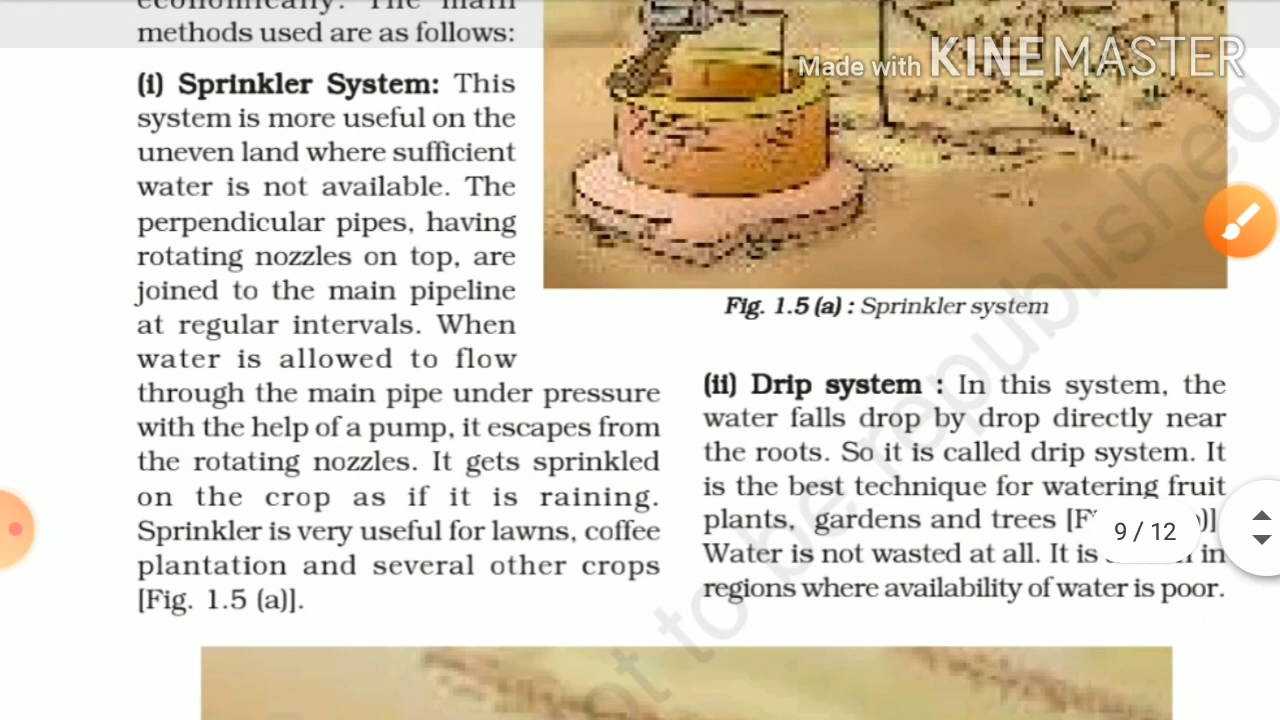 economically. The main
methods used are as follows:
(i) Sprinkler System: This
system is more useful on the
uneven land where sufficient
water is not available. The
perpendicular pipes, having
rotating nozzles on top, are
joined to the main pipeline
at regular intervals. When
water is allowed to flow
through the main pipe under pressure
with the help of a pump, it escapes from
the rotating nozzles. It gets sprinkled
on the crop as if it is raining.
Sprinkler is very useful for lawns, coffee
plantation and several other crops
[Fig. 1.5 (a)].
Made with KINEMASTER
Fig. 1.5 (a) : Sprinkler system
(ii) Drip system : In this system, the
water falls drop by drop directly near
the roots. So it is called drip system. It
is the best technique for watering fruit
plants, gardens and trees
Water is not wasted at all. It is in
regions where availability of water is poor.
9 / 12
to be republished